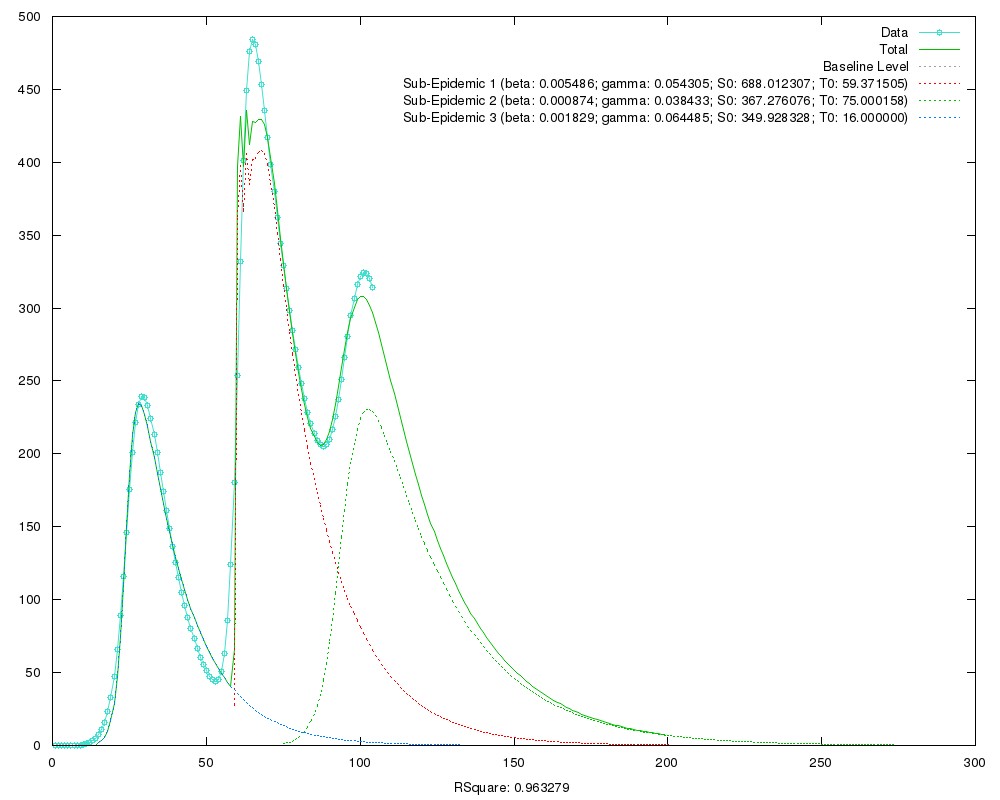 500
450
400
350
300
250
200
150
100
50
0
Data
Total
Baseline Level
Sub-Epidemic 1 (beta: 0.005486; gamma: 0.054305; S0: 688.012307; T0: 59.371505)
Sub-Epidemic 2 (beta: 0.000874; gamma: 0.038433; S0: 367.276076; T0: 75.000158)
Sub-Epidemic 3 (beta: 0.001829; gamma: 0.064485; S0: 349.928328; T0: 16.000000)
0 50 100 150 200 250 300
RSquare: 0.963279